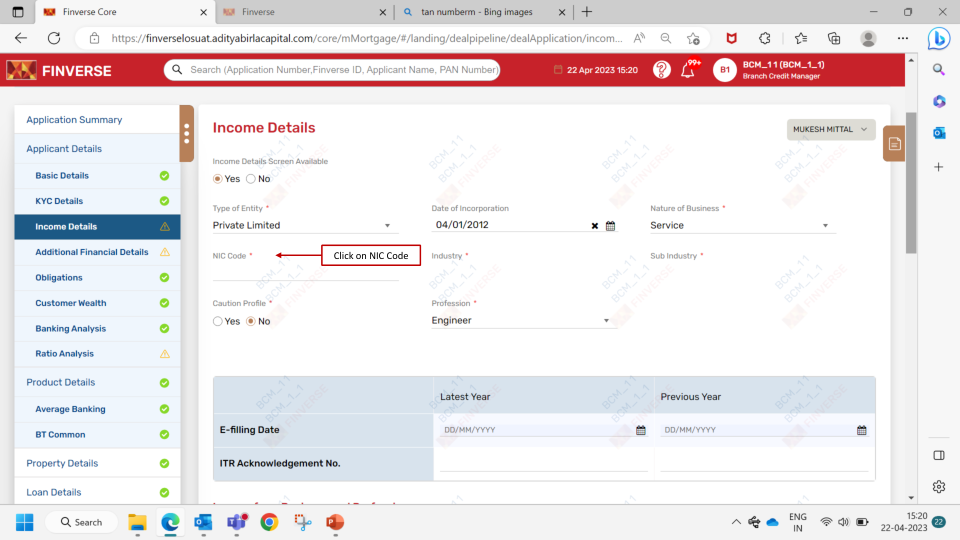 Finverse Core
Finverse
tan numberm - Bing images
https://finverselosuat.adityabirlacapital.com/core/mMortgage/#/landing/dealpipeline/dealApplication/incom...
FINVERSE
Search (Application Number,Finverse ID, Applicant Name, PAN Number)
22 Apr 2023 15:20
99+
B1
BCM_1 1 (BCM_1_1)
Branch Credit Manager
Application Summary
Applicant Details
Basic Details
KYC Details
Income Details
Additional Financial Details
Obligations
Customer Wealth
Banking Analysis
Ratio Analysis
Product Details
Average Banking
BT Common
Property Details
Loan Details
Income Details
MUKESH MITTAL
Income Details Screen Available
Yes No
Type of Entity * Date of Incorporation Nature of Business *
Private Limited 04/01/2012 Service
NIC Code * Click on NIC Code Industry * Sub Industry *
Caution Profile * Profession *
Yes No Engineer
Latest Year Previous Year
E-filling Date DD/MM/YYYY DD/MM/YYYY
ITR Acknowledgement No.
BCM_1 1
BCM_1_1
FINVERSE
Search
ENG
IN
15:20
22-04-2023
22